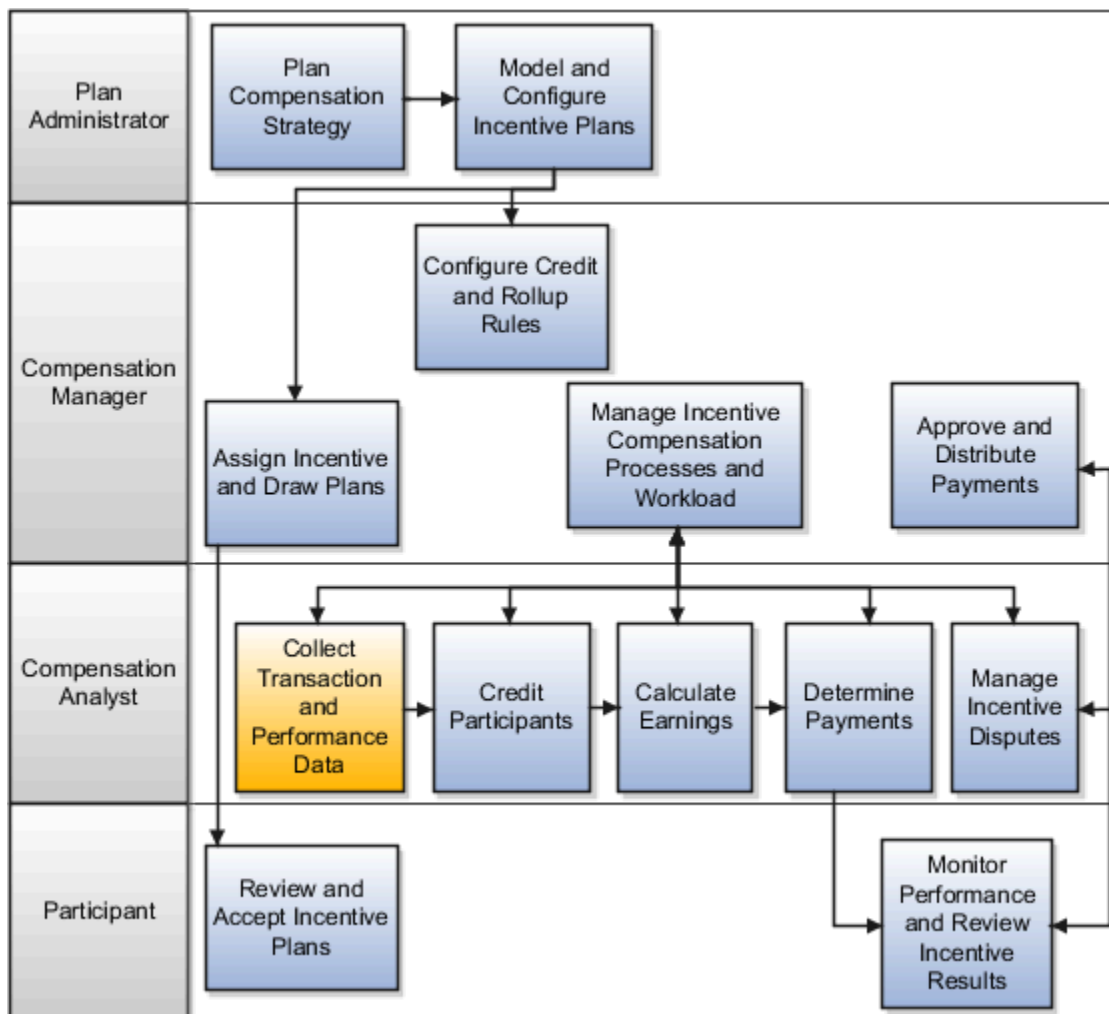 Plan
Administrator
Plan
Compensation
Strategy
Model and
Configure
Incentive Plans
Compensation
Manager
Configure Credit
and Rollup
Rules
Assign Incentive
and Draw Plans
Manage Incentive
Compensation
Processes and
Workload
Approve and
Distribute
Payments
Compensation
Analyst
Collect
Transaction
and
Performance
Data
Credit
Participants
Calculate
Earnings
Determine
Payments
Manage
Incentive
Disputes
Participant
Review and
Accept Incentive
Plans
Monitor
Performance
and Review
Incentive
Results